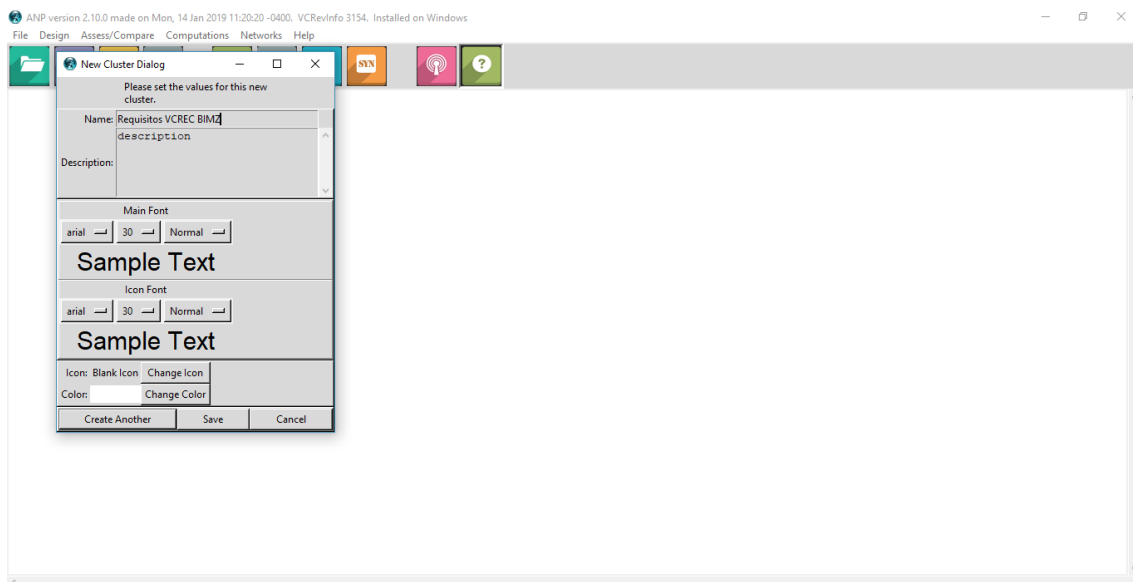 ANP version 2.10.0 made on Mon, 14 Jan 2019 11:20:20 -0400. VCRevInfo 3154. Installed on Windows
File Design Assess/Compare Computations Networks Help
New Cluster Dialog
SYN
?
Please set the values for this new
cluster.
Name: Requisitos VCREC BIMZ
description
Description:
Main Font
arial 30 Normal
Sample Text
Icon Font
arial 30 Normal
Sample Text
Icon: Blank Icon Change Icon
Color: Change Color
Create Another Save Cancel